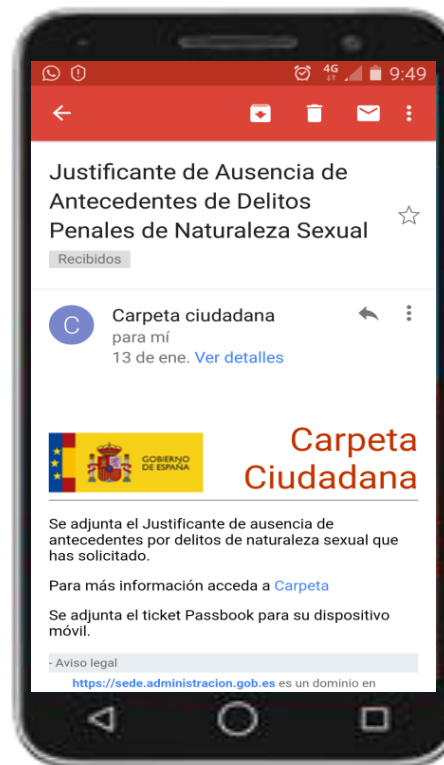 4G 9:49
Justificante de Ausencia de
Antecedentes de Delitos
Penales de Naturaleza Sexual
Recibidos
C
Carpeta ciudadana
para mí
13 de ene. Ver detalles
GOBIERNO
DE ESPAÑA
Carpeta
Ciudadana
Se adjunta el Justificante de ausencia de
antecedentes por delitos de naturaleza sexual que
has solicitado.
Para más información acceda a Carpeta
Se adjunta el ticket Passbook para su dispositivo
móvil.
- Aviso legal
https://sede.administracion.gob.es es un dominio en